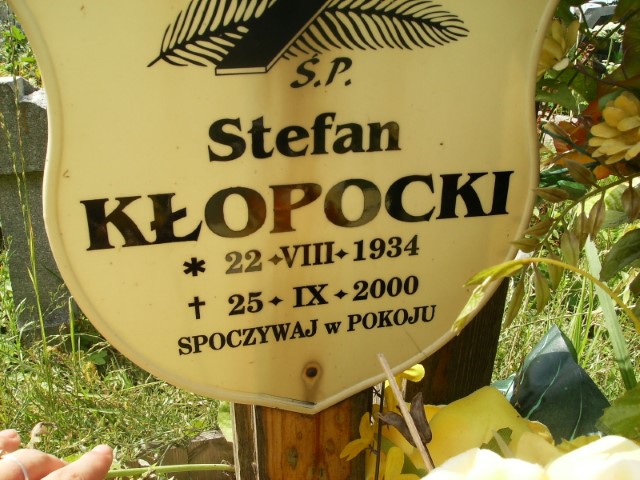 Ś.P.
Stefan
KŁOPOCKI
* 22 ✦ VIII ✦ 1934
✝ 25 ✦ IX ✦ 2000
SPOCZYWAJ w POKOJU